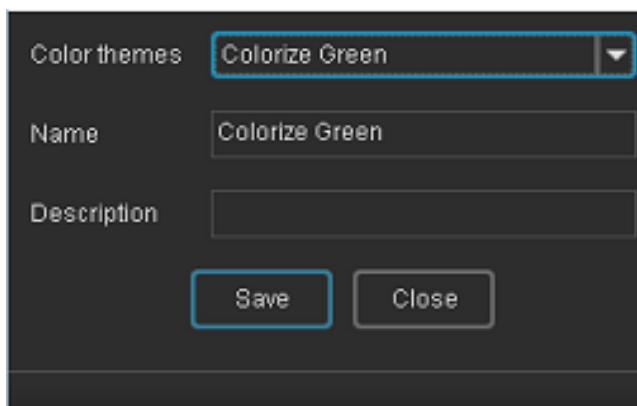 Color themes Colorize Green
Name Colorize Green
Description
Save Close